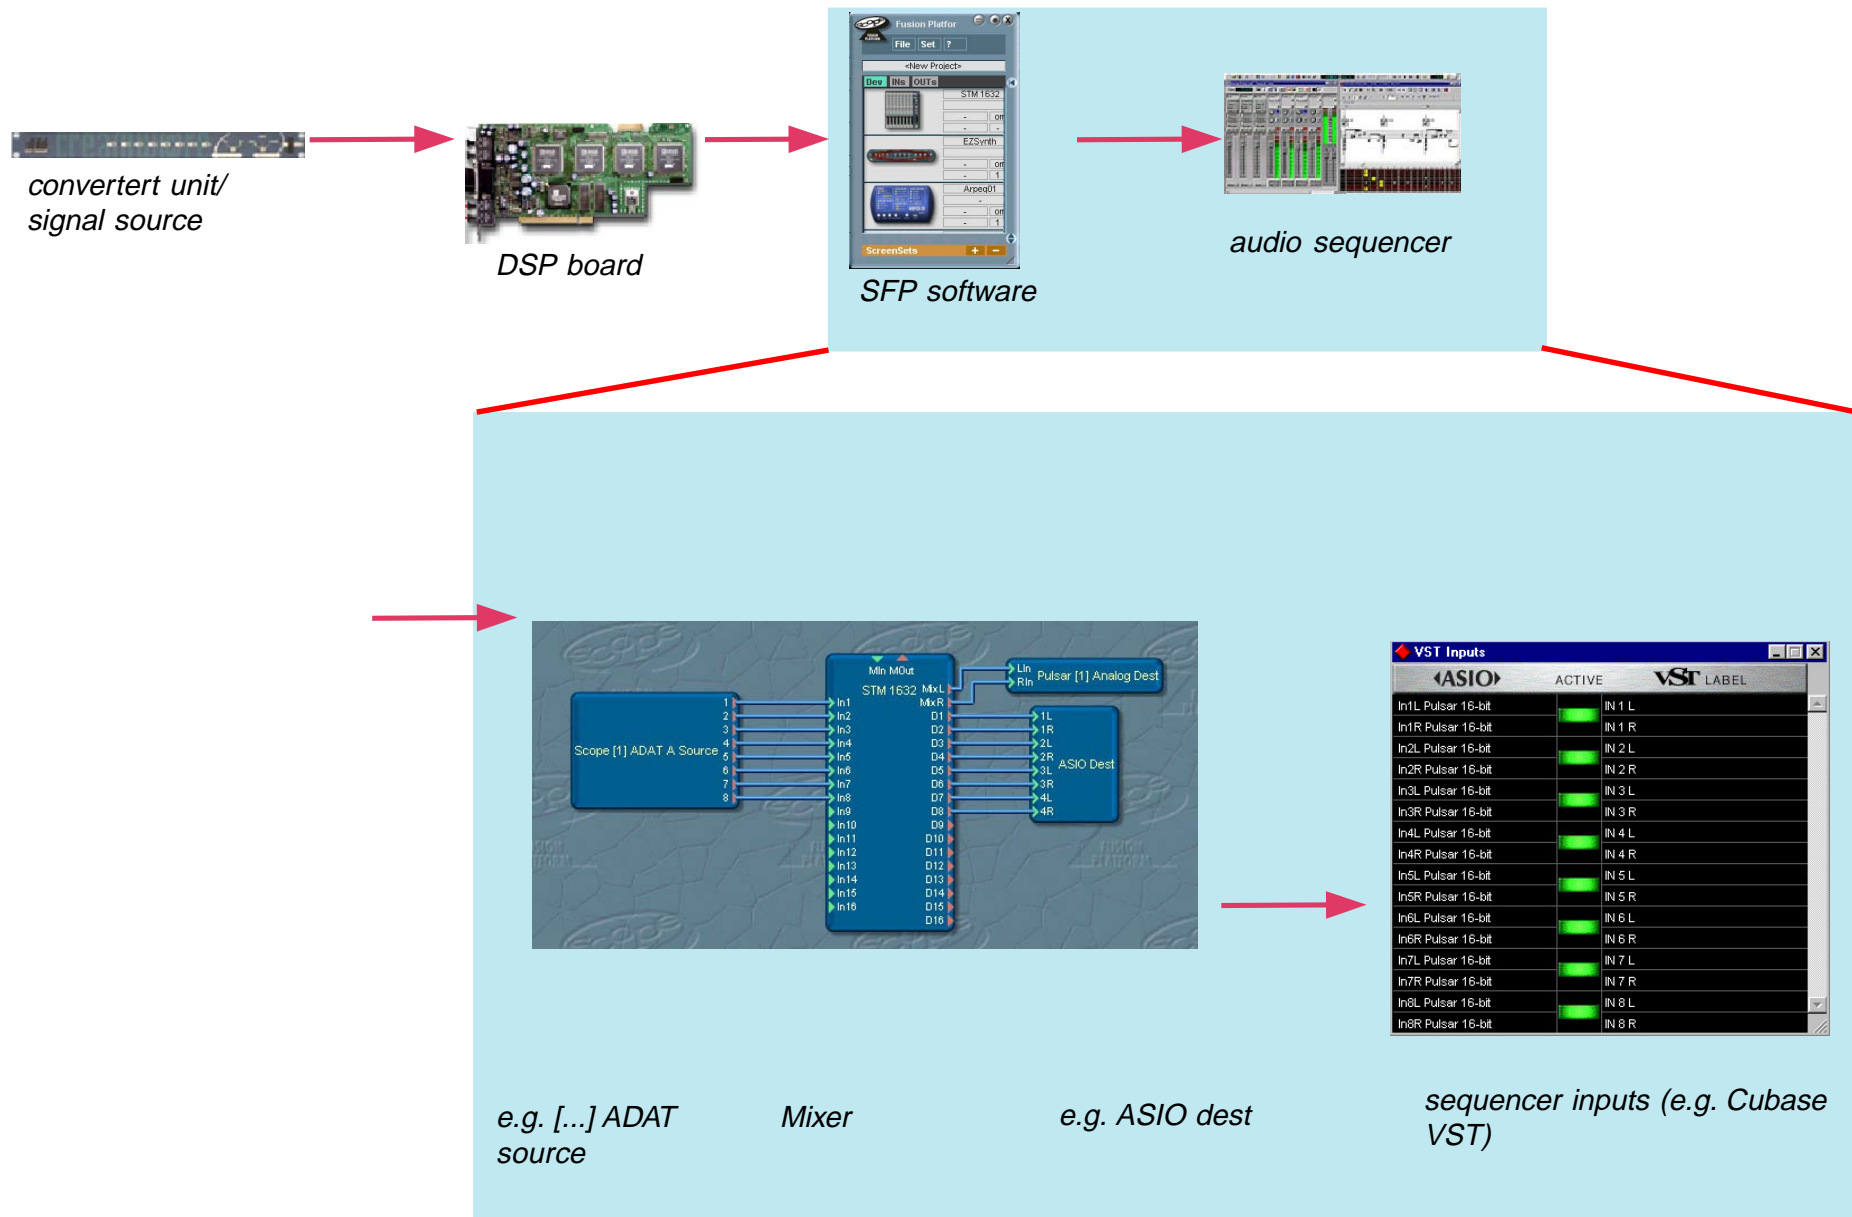 Fusion Platfor
File Set ?
<New Project>
Dev INs OUTs
STM 1632
- off
- -
EZSynth
- off
- 1
Arpeg01
-
- off
- 1
ScreenSets + −
convertert unit/
signal source
DSP board
SFP software
audio sequencer
MIn MOut
STM 1632
MixL
MixR
In1
In2
In3
In4
In5
In6
In7
In8
In9
In10
In11
In12
In13
In14
In15
In16
D1
D2
D3
D4
D5
D6
D7
D8
D9
D10
D11
D12
D13
D14
D15
D16
Scope [1] ADAT A Source
1
2
3
4
5
6
7
8
LIn
RIn
Pulsar [1] Analog Dest
1L
1R
2L
2R
3L
3R
4L
4R
ASIO Dest
VST Inputs
ASIO ACTIVE VST LABEL
In1L Pulsar 16-bit IN 1 L
In1R Pulsar 16-bit IN 1 R
In2L Pulsar 16-bit IN 2 L
In2R Pulsar 16-bit IN 2 R
In3L Pulsar 16-bit IN 3 L
In3R Pulsar 16-bit IN 3 R
In4L Pulsar 16-bit IN 4 L
In4R Pulsar 16-bit IN 4 R
In5L Pulsar 16-bit IN 5 L
In5R Pulsar 16-bit IN 5 R
In6L Pulsar 16-bit IN 6 L
In6R Pulsar 16-bit IN 6 R
In7L Pulsar 16-bit IN 7 L
In7R Pulsar 16-bit IN 7 R
In8L Pulsar 16-bit IN 8 L
In8R Pulsar 16-bit IN 8 R
e.g. [...] ADAT
source
Mixer
e.g. ASIO dest
sequencer inputs (e.g. Cubase
VST)